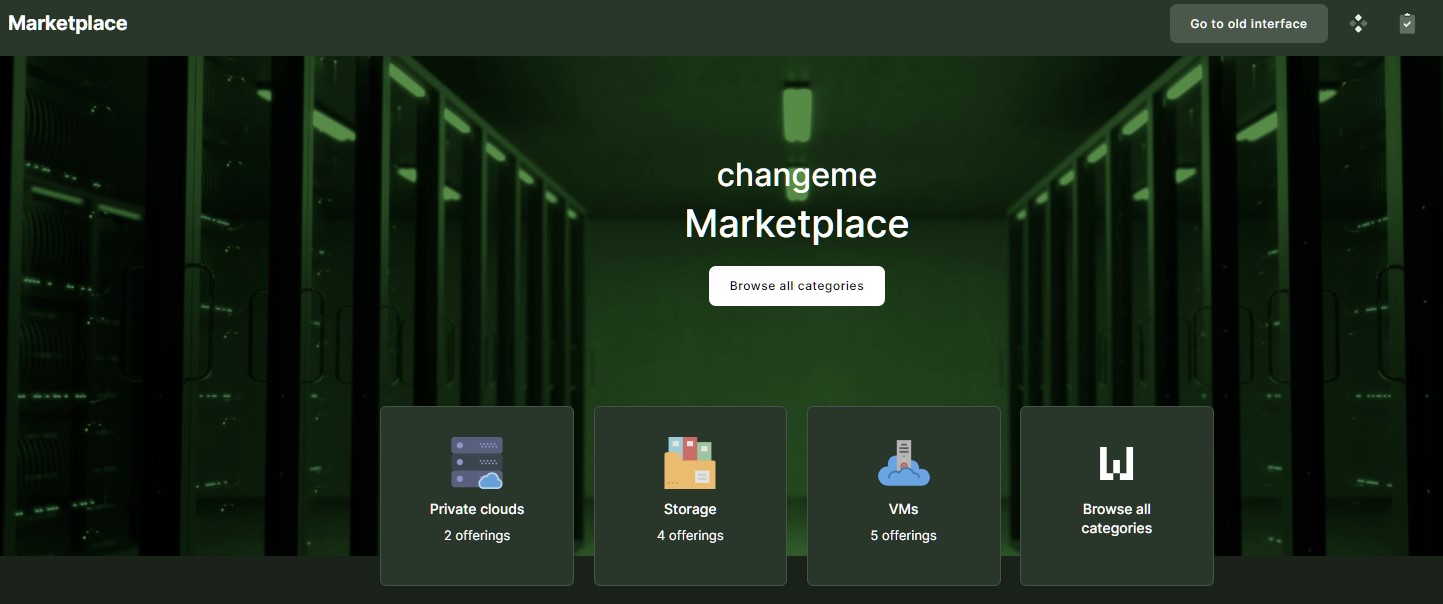 Marketplace
Go to old interface
changeme
Marketplace
Browse all categories
Private clouds
2 offerings
Storage
4 offerings
VMs
5 offerings
Browse all
categories